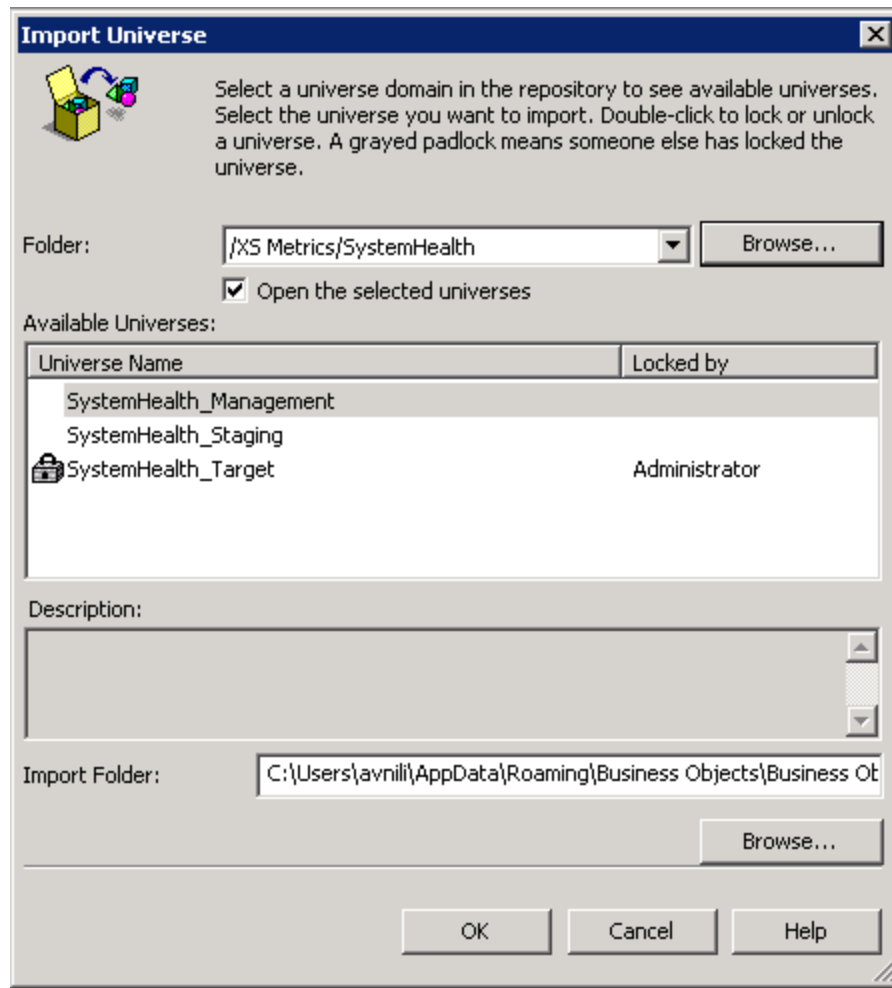 Import Universe
Select a universe domain in the repository to see available universes.
Select the universe you want to import. Double-click to lock or unlock
a universe. A grayed padlock means someone else has locked the
universe.
Folder: /XS Metrics/SystemHealth Browse...
Open the selected universes
Available Universes:
Universe Name Locked by
SystemHealth_Management
SystemHealth_Staging
SystemHealth_Target Administrator
Description:
Import Folder: C:\Users\avnili\AppData\Roaming\Business Objects\Business Ob
Browse...
OK Cancel Help